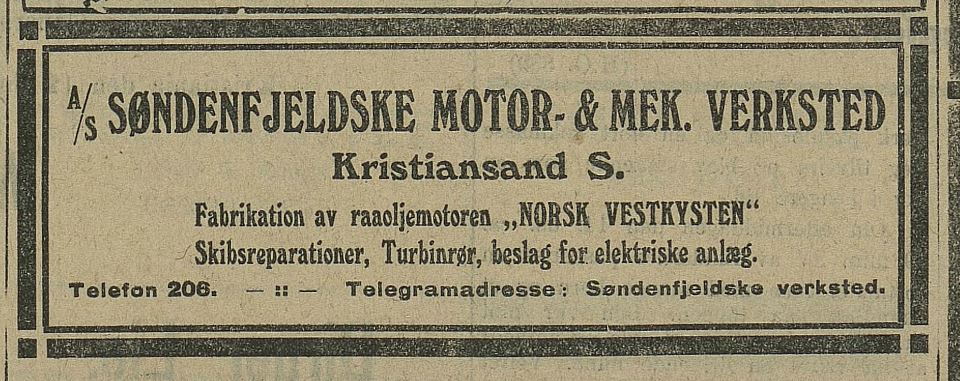 A/S SØNDENFJELDSKE MOTOR- & MEK. VERKSTED
Kristiansand S.
Fabrikation av raaoljemotoren „NORSK VESTKYSTEN"
Skibsreparationer, Turbinrør, beslag for elektriske anlæg.
Telefon 206. — :: — Telegramadresse: Søndenfjeldske verksted.